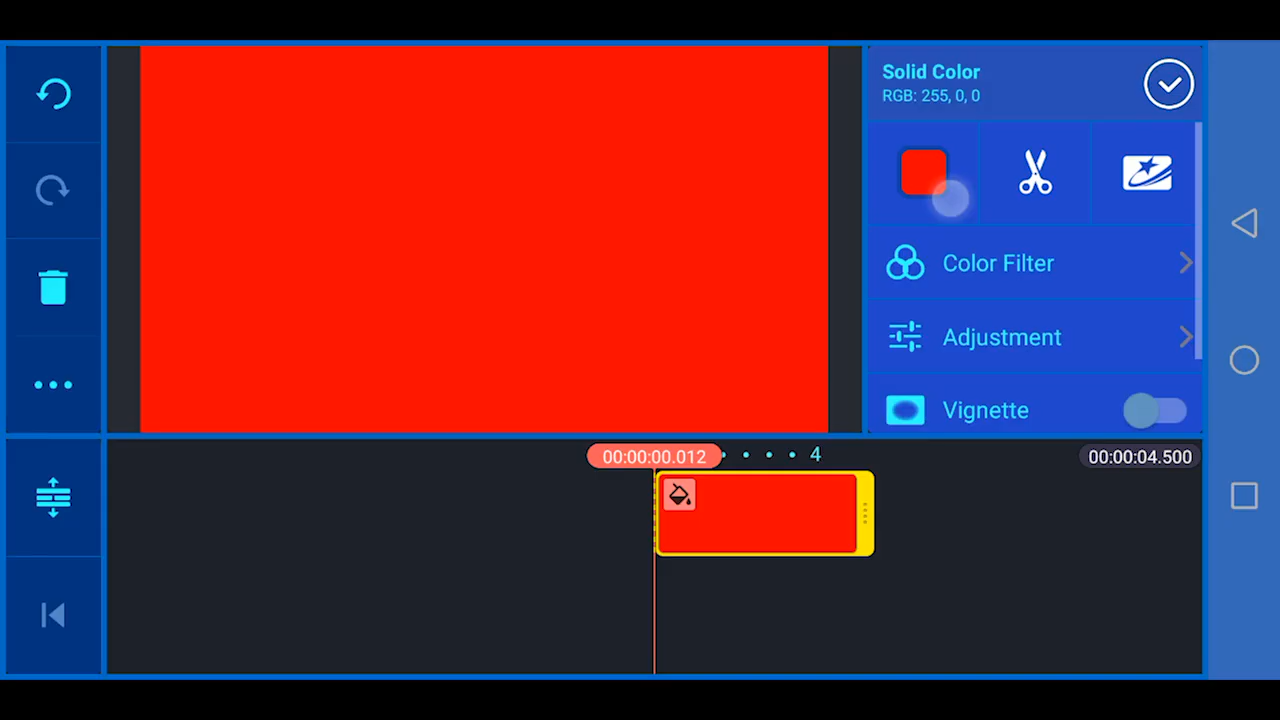 Solid Color
RGB: 255, 0, 0
Color Filter
Adjustment
Vignette
00:00:00.012
4
00:00:04.500